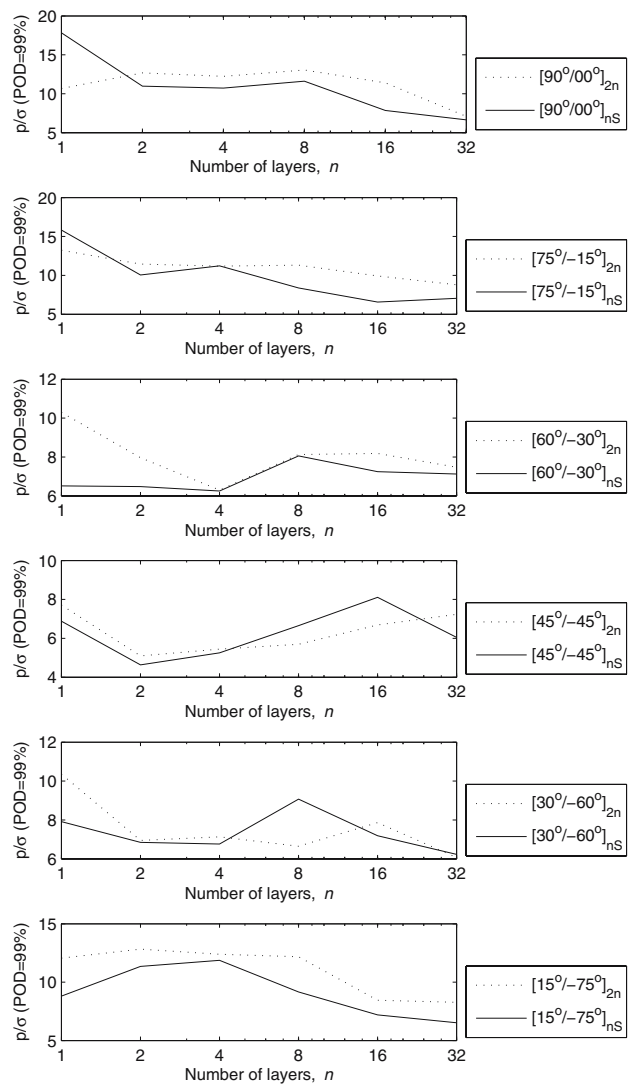 20
15
10
5
p/σ (POD=99%)
1 2 4 8 16 32
Number of layers, n
[90°/00°]2n
[90°/00°]nS
20
15
10
5
p/σ (POD=99%)
1 2 4 8 16 32
Number of layers, n
[75°/−15°]2n
[75°/−15°]nS
12
10
8
6
p/σ (POD=99%)
1 2 4 8 16 32
Number of layers, n
[60°/−30°]2n
[60°/−30°]nS
10
8
6
4
p/σ (POD=99%)
1 2 4 8 16 32
Number of layers, n
[45°/−45°]2n
[45°/−45°]nS
12
10
8
6
p/σ (POD=99%)
1 2 4 8 16 32
Number of layers, n
[30°/−60°]2n
[30°/−60°]nS
15
10
5
p/σ (POD=99%)
1 2 4 8 16 32
Number of layers, n
[15°/−75°]2n
[15°/−75°]nS